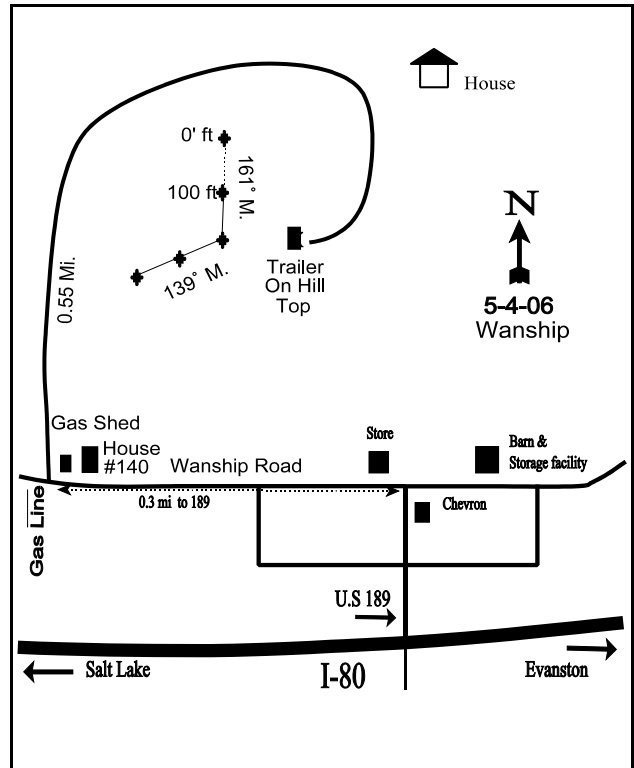 House
0' ft
161° M.
100 ft
N
139° M.
Trailer
On Hill
Top
0.55 Mi.
5-4-06
Wanship
Gas Shed
House
#140
Wanship Road
Store
Barn &
Storage facility
Gas Line
0.3 mi to 189
Chevron
U.S 189
Salt Lake
I-80
Evanston